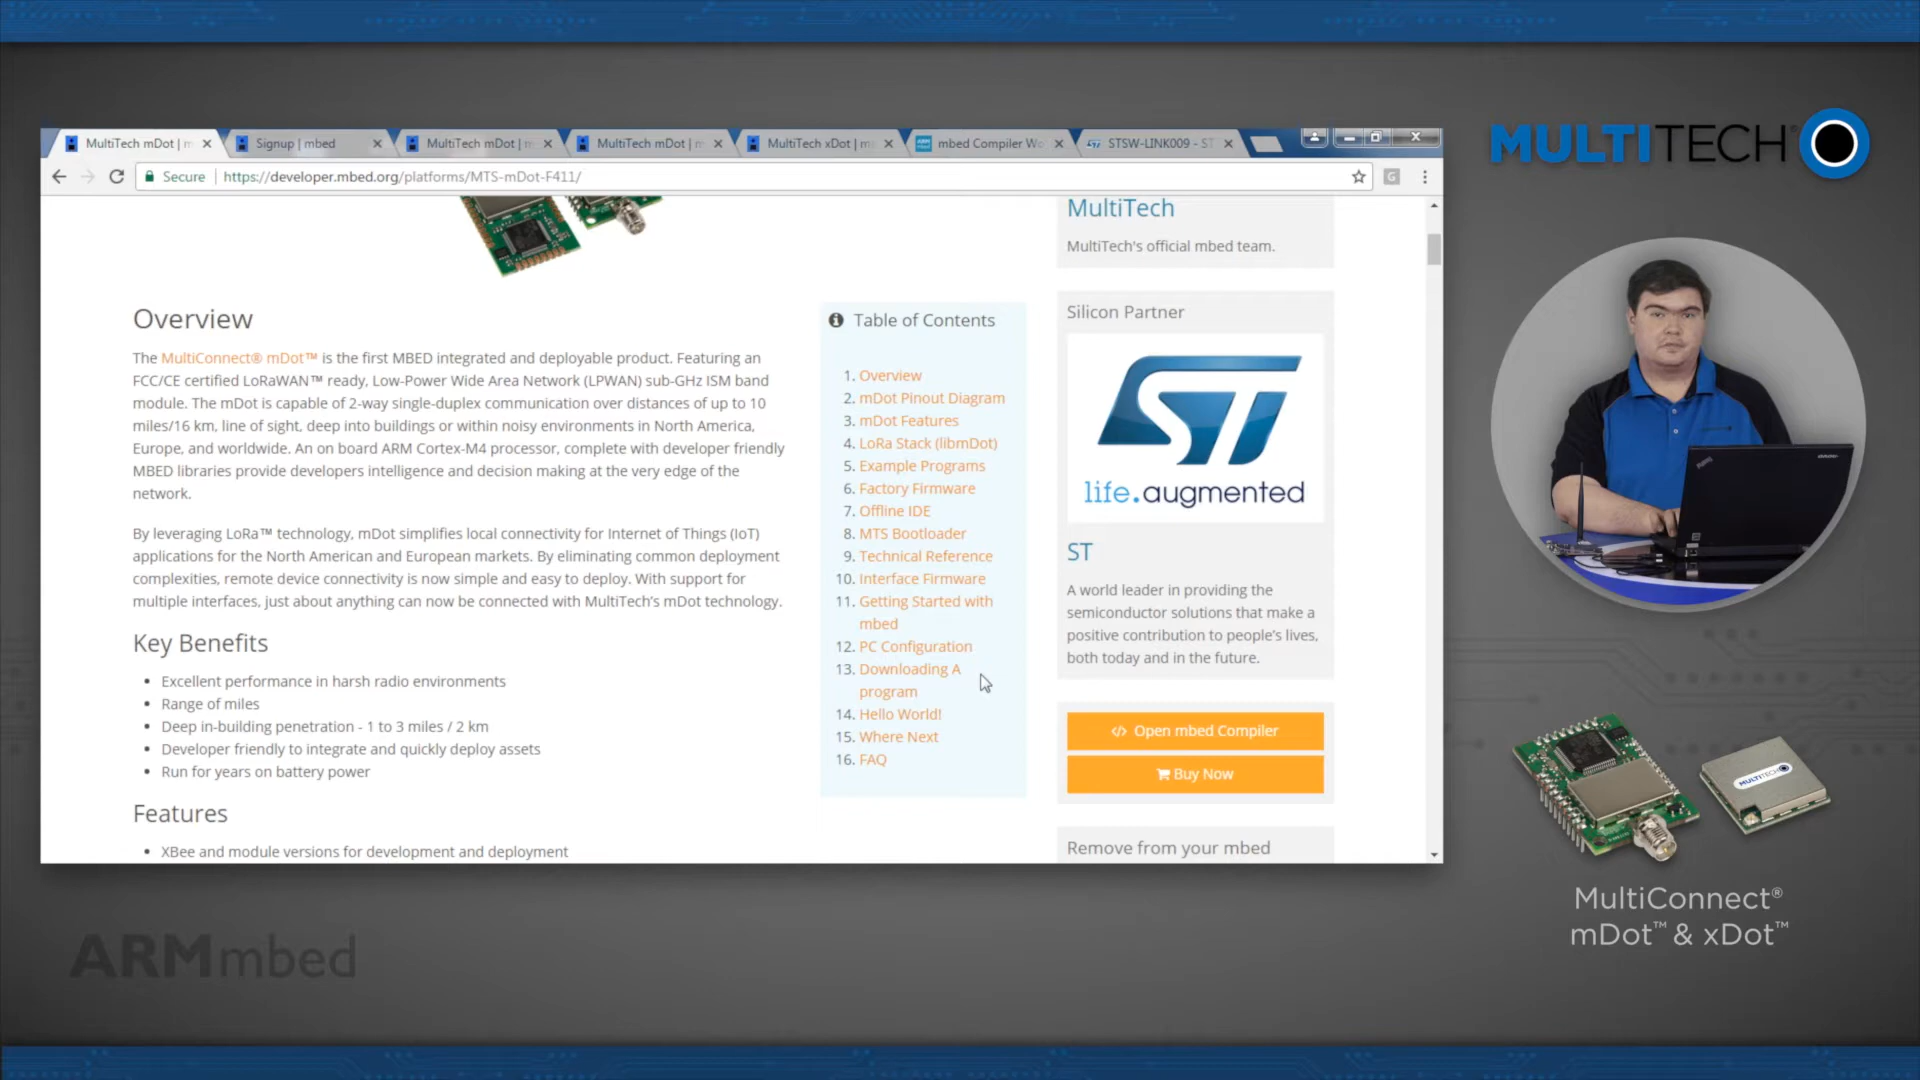 MultiTech mDot | m
Signup | mbed
MultiTech mDot | m
MultiTech mDot | m
MultiTech xDot | m
mbed Compiler Wo
STSW-LINK009 - ST
Secure
https://developer.mbed.org/platforms/MTS-mDot-F411/
MULTITECH®
Overview
The MultiConnect® mDot™ is the first MBED integrated and deployable product. Featuring an
FCC/CE certified LoRaWAN™ ready, Low-Power Wide Area Network (LPWAN) sub-GHz ISM band
module. The mDot is capable of 2-way single-duplex communication over distances of up to 10
miles/16 km, line of sight, deep into buildings or within noisy environments in North America,
Europe, and worldwide. An on board ARM Cortex-M4 processor, complete with developer friendly
MBED libraries provide developers intelligence and decision making at the very edge of the
network.
By leveraging LoRa™ technology, mDot simplifies local connectivity for Internet of Things (IoT)
applications for the North American and European markets. By eliminating common deployment
complexities, remote device connectivity is now simple and easy to deploy. With support for
multiple interfaces, just about anything can now be connected with MultiTech's mDot technology.
Key Benefits
• Excellent performance in harsh radio environments
• Range of miles
• Deep in-building penetration - 1 to 3 miles / 2 km
• Developer friendly to integrate and quickly deploy assets
• Run for years on battery power
Features
• XBee and module versions for development and deployment
Table of Contents
1. Overview
2. mDot Pinout Diagram
3. mDot Features
4. LoRa Stack (libmDot)
5. Example Programs
6. Factory Firmware
7. Offline IDE
8. MTS Bootloader
9. Technical Reference
10. Interface Firmware
11. Getting Started with
mbed
12. PC Configuration
13. Downloading A
program
14. Hello World!
15. Where Next
16. FAQ
MultiTech
MultiTech's official mbed team.
Silicon Partner
ST
life.augmented
ST
A world leader in providing the
semiconductor solutions that make a
positive contribution to people's lives,
both today and in the future.
</> Open mbed Compiler
Buy Now
Remove from your mbed
MULTITECH
MultiConnect®
mDot™ & xDot™
ARMmbed